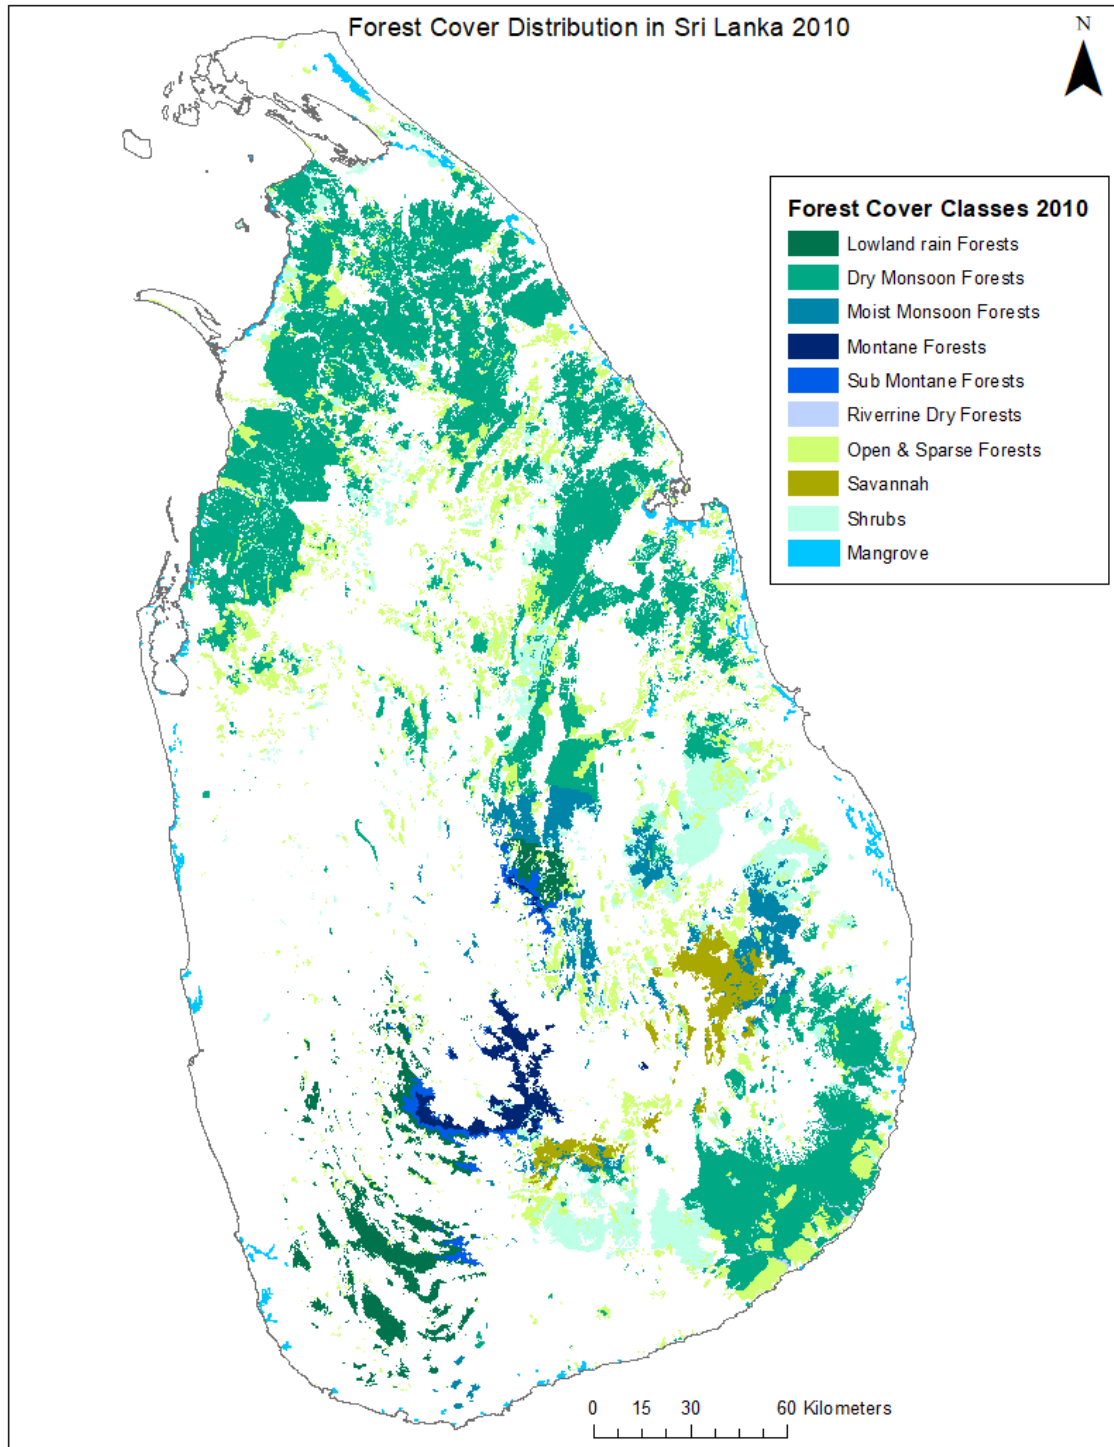 Forest Cover Distribution in Sri Lanka 2010
N
Forest Cover Classes 2010
Lowland rain Forests
Dry Monsoon Forests
Moist Monsoon Forests
Montane Forests
Sub Montane Forests
Riverrine Dry Forests
Open & Sparse Forests
Savannah
Shrubs
Mangrove
0 15 30 60 Kilometers